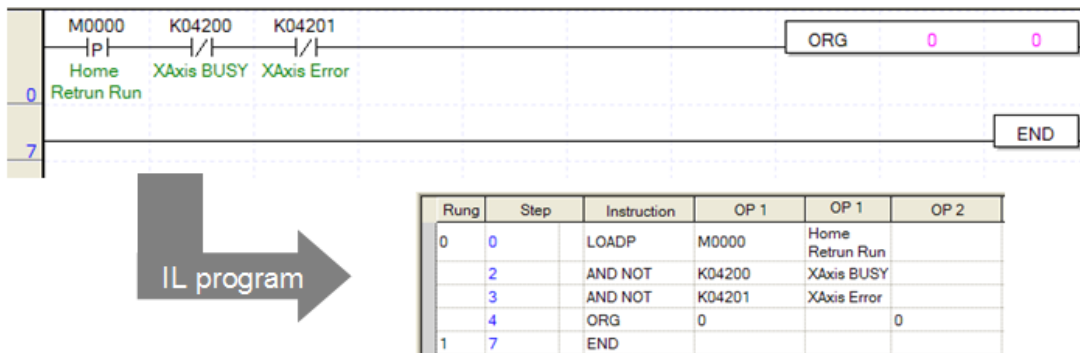 M0000 K04200 K04201
P
ORG 0 0
Home XAxis BUSY XAxis Error
Retrun Run
0
END
7
IL program
Rung Step Instruction OP 1 OP 1 OP 2
0 0 LOADP M0000 Home Retrun Run
2 AND NOT K04200 XAxis BUSY
3 AND NOT K04201 XAxis Error
4 ORG 0 0
1 7 END